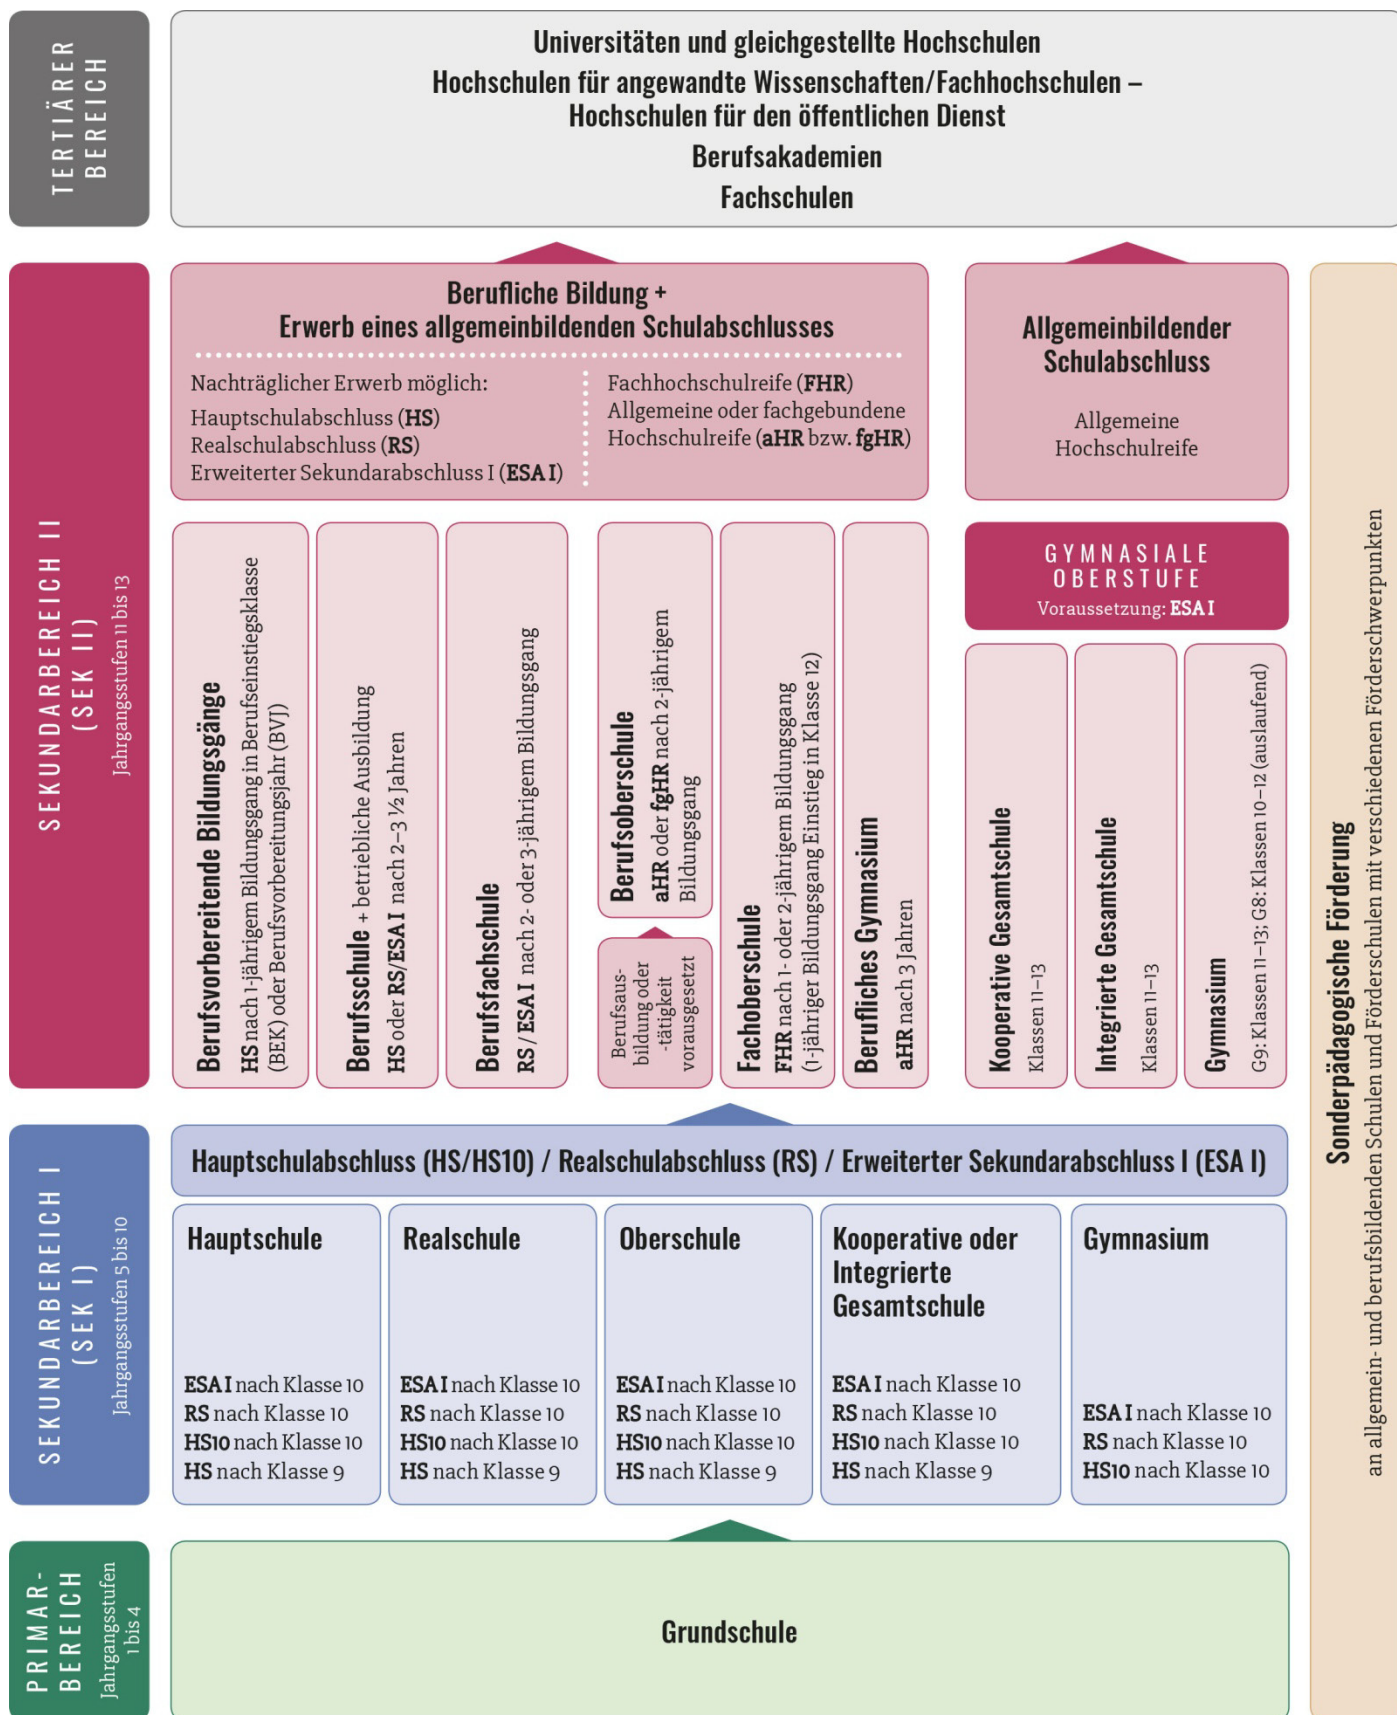 TERTIÄRER
BEREICH
Universitäten und gleichgestellte Hochschulen
Hochschulen für angewandte Wissenschaften/Fachhochschulen –
Hochschulen für den öffentlichen Dienst
Berufsakademien
Fachschulen
SEKUNDARBEREICH II
(SEK II)
Jahrgangsstufen 11 bis 13
Berufliche Bildung +
Erwerb eines allgemeinbildenden Schulabschlusses
Nachträglicher Erwerb möglich:
Hauptschulabschluss (HS)
Realschulabschluss (RS)
Erweiterter Sekundarabschluss I (ESA I)
Fachhochschulreife (FHR)
Allgemeine oder fachgebundene
Hochschulreife (aHR bzw. fgHR)
Allgemeinbildender
Schulabschluss
Allgemeine
Hochschulreife
Berufsvorbereitende Bildungsgänge
HS nach 1-jährigem Bildungsgang in Berufseinstiegsklasse
(BEK) oder Berufsvorbereitungsjahr (BVJ)
Berufsschule + betriebliche Ausbildung
HS oder RS/ESA I nach 2–3 ½ Jahren
Berufsfachschule
RS/ESA I nach 2- oder 3-jährigem Bildungsgang
Berufsoberschule
aHR oder fgHR nach 2-jährigem
Bildungsgang
Berufsaus-
bildung oder
-tätigkeit
vorausgesetzt
Fachoberschule
FHR nach 1- oder 2-jährigem Bildungsgang
(1-jähriger Bildungsgang Einstieg in Klasse 12)
Berufliches Gymnasium
aHR nach 3 Jahren
GYMNASIALE
OBERSTUFE
Voraussetzung: ESA I
Kooperative Gesamtschule
Klassen 11–13
Integrierte Gesamtschule
Klassen 11–13
Gymnasium
G9: Klassen 11–13; G8: Klassen 10–12 (auslaufend)
Sonderpädagogische Förderung
an allgemein- und berufsbildenden Schulen und Förderschulen mit verschiedenen Förderschwerpunkten
SEKUNDARBEREICH I
(SEK I)
Jahrgangsstufen 5 bis 10
Hauptschulabschluss (HS/HS10) / Realschulabschluss (RS) / Erweiterter Sekundarabschluss I (ESA I)
Hauptschule
ESA I nach Klasse 10
RS nach Klasse 10
HS10 nach Klasse 10
HS nach Klasse 9
Realschule
ESA I nach Klasse 10
RS nach Klasse 10
HS10 nach Klasse 10
HS nach Klasse 9
Oberschule
ESA I nach Klasse 10
RS nach Klasse 10
HS10 nach Klasse 10
HS nach Klasse 9
Kooperative oder
Integrierte
Gesamtschule
ESA I nach Klasse 10
RS nach Klasse 10
HS10 nach Klasse 10
HS nach Klasse 9
Gymnasium
ESA I nach Klasse 10
RS nach Klasse 10
HS10 nach Klasse 10
PRIMAR-
BEREICH
Jahrgangsstufen
1 bis 4
Grundschule